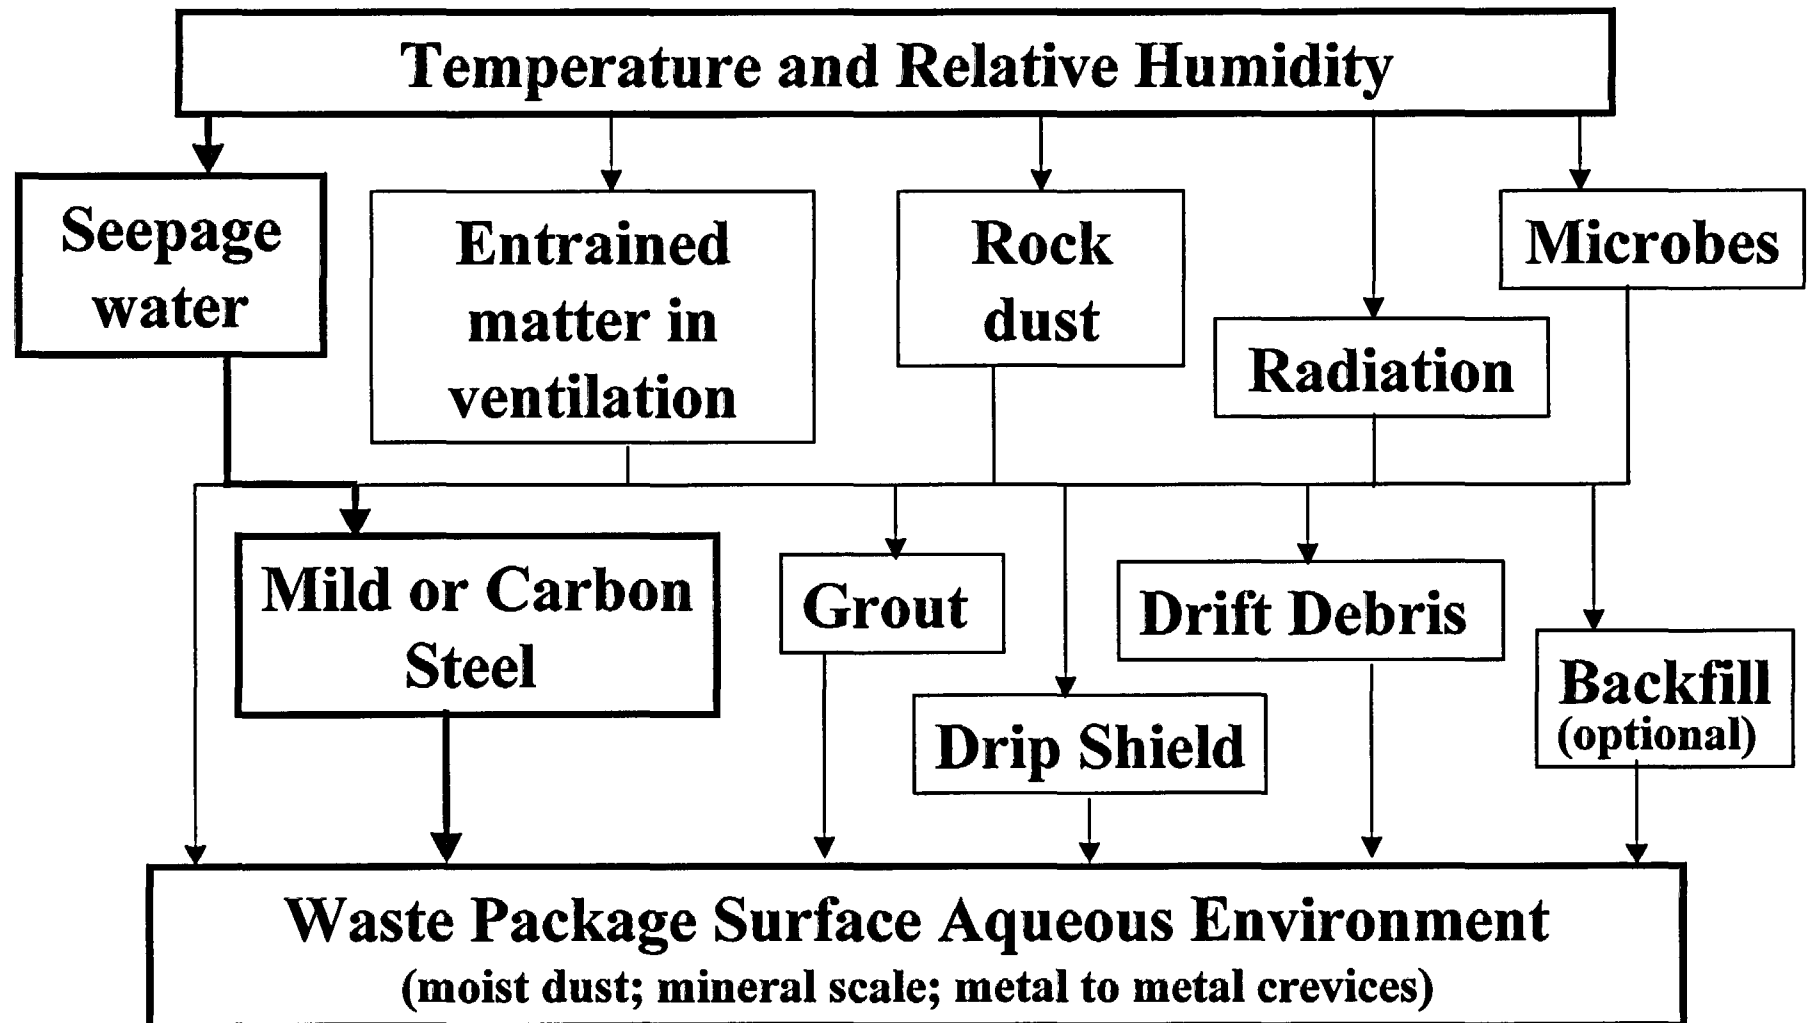 Temperature and Relative Humidity
Seepage
water
Entrained
matter in
ventilation
Rock
dust
Radiation
Microbes
Mild or Carbon
Steel
Grout
Drip Shield
Drift Debris
Backfill
(optional)
Waste Package Surface Aqueous Environment
(moist dust; mineral scale; metal to metal crevices)